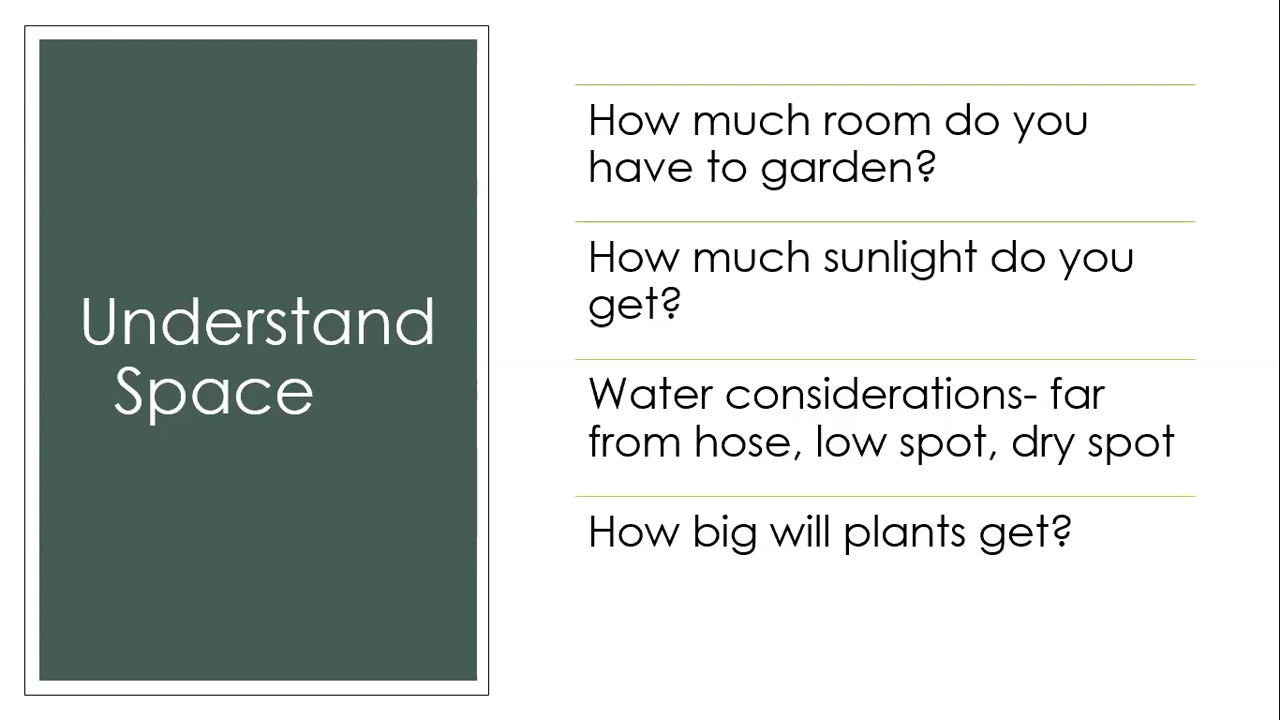 Understand
Space
How much room do you
have to garden?
How much sunlight do you
get?
Water considerations- far
from hose, low spot, dry spot
How big will plants get?